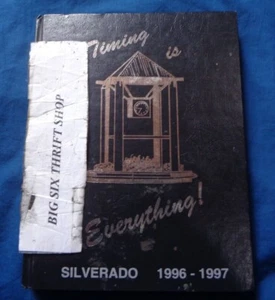 Timing
is
BIG SIX THRIFT SHOP
Everything!
SILVERADO 1996 - 1997